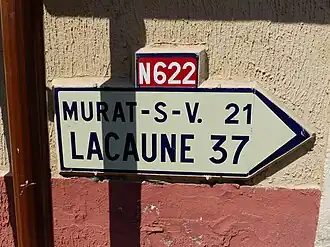 N622
MURAT-S-V. 21
LACAUNE 37